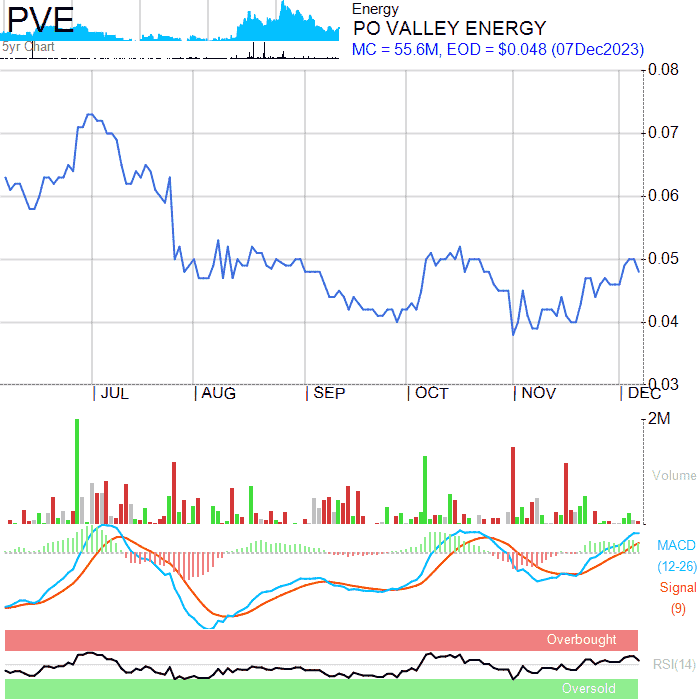 PVE
5yr Chart
Energy
PO VALLEY ENERGY
MC = 55.6M, EOD = $0.048 (07Dec2023)
0.08
0.07
0.06
0.05
0.04
0.03
JUL AUG SEP OCT NOV DEC
2M
Volume
MACD
(12-26)
Signal
(9)
Overbought
RSI(14)
Oversold